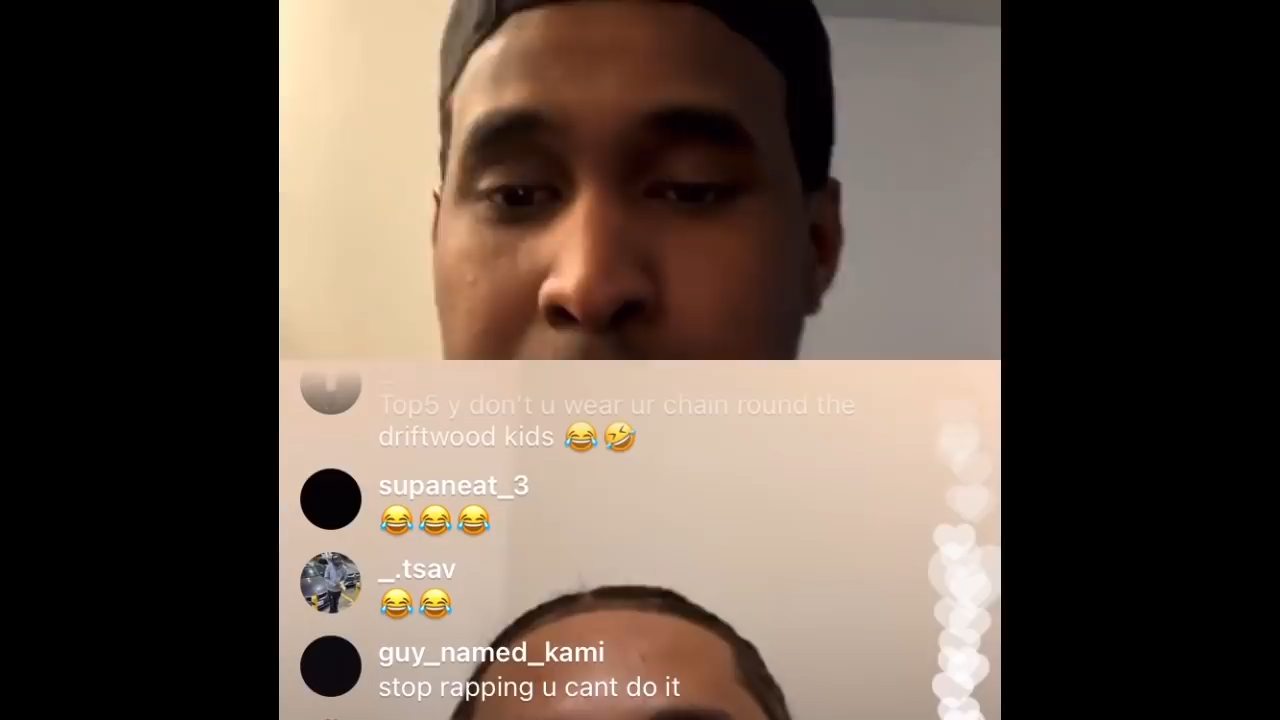 Top5 y don't u wear ur chain round the
driftwood kids 😂🤣
supaneat_3
😂😂😂
_.tsav
😂😂
guy_named_kami
stop rapping u cant do it